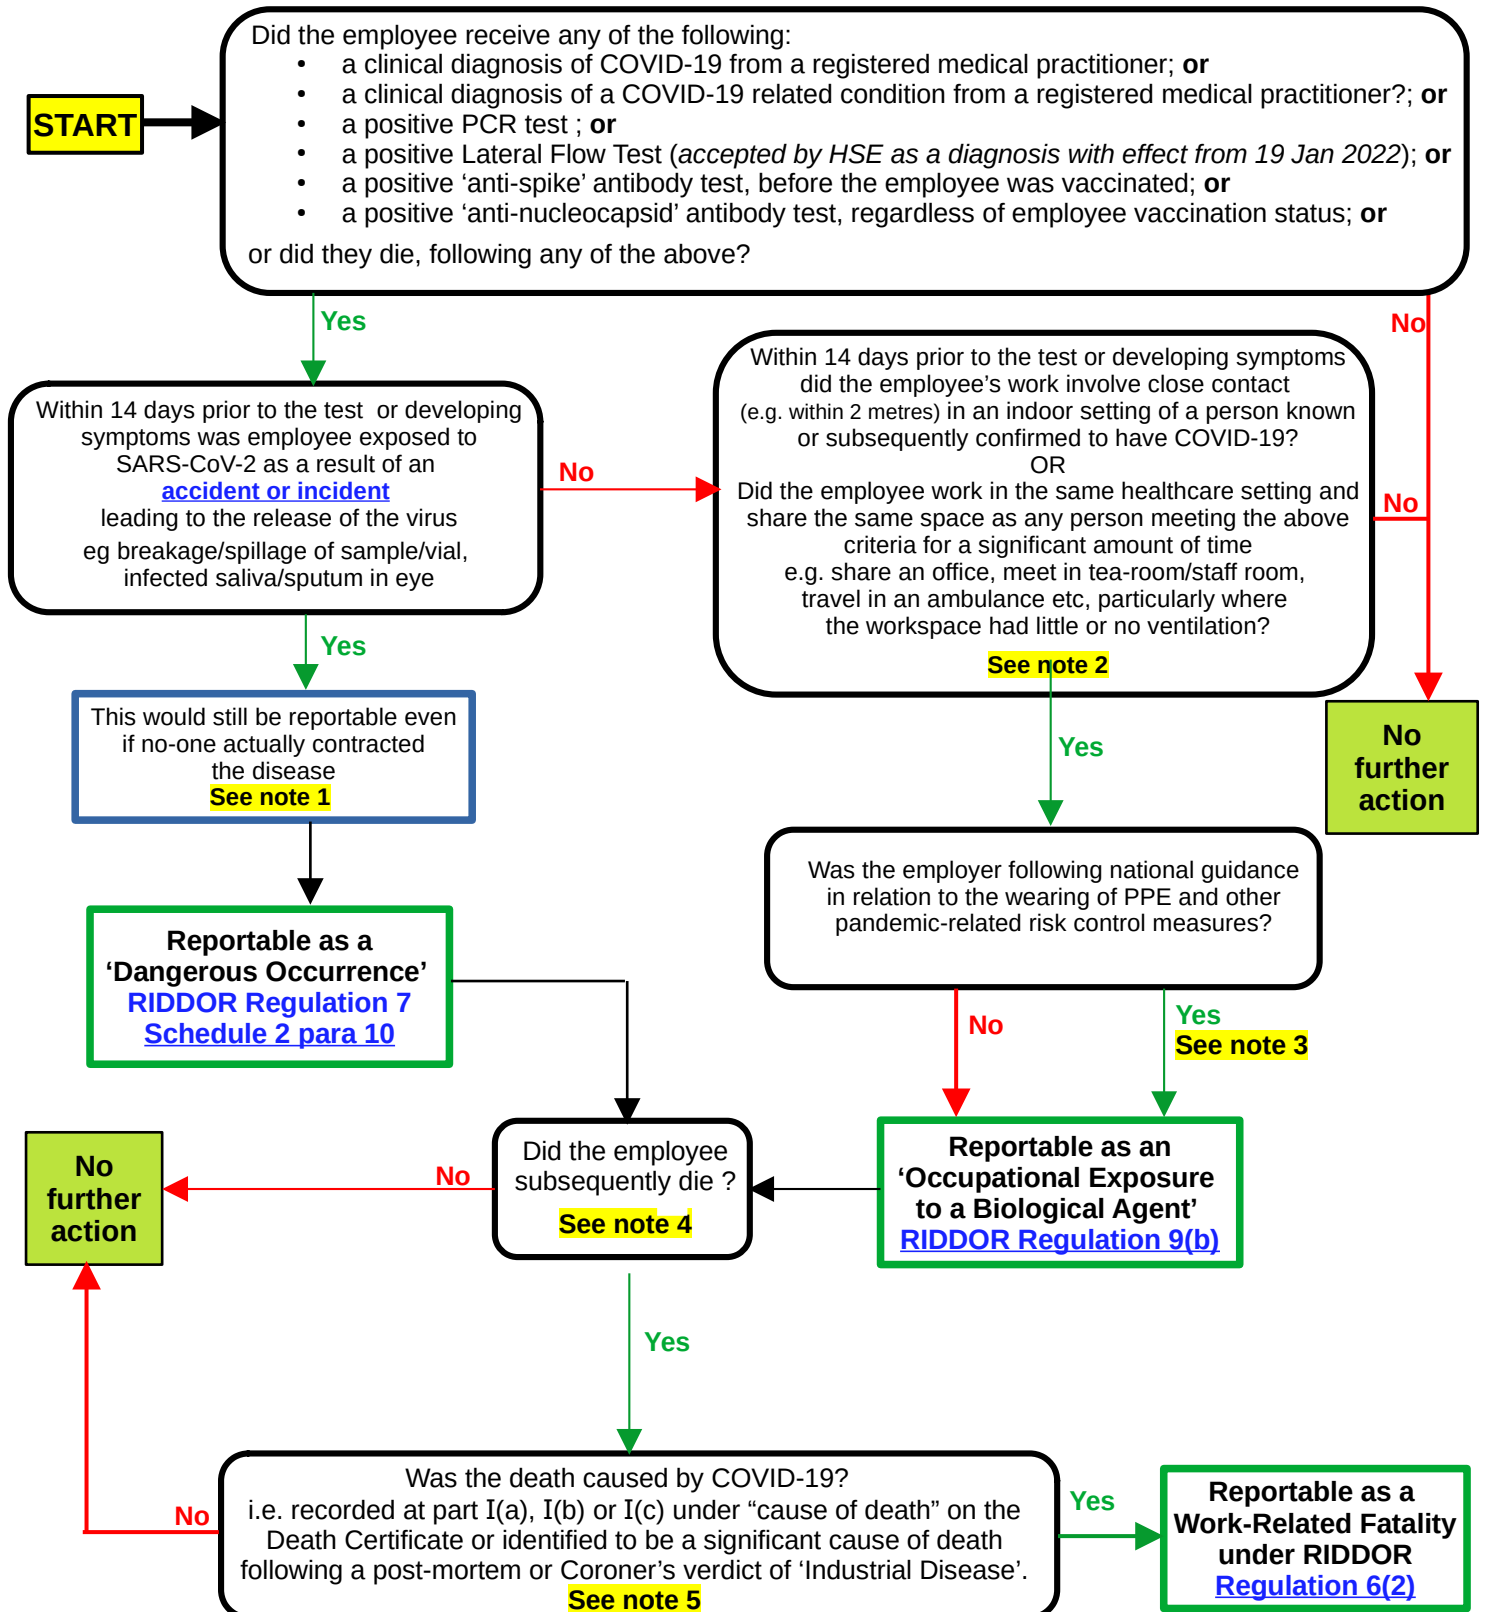 START
Did the employee receive any of the following:
• a clinical diagnosis of COVID-19 from a registered medical practitioner; or
• a clinical diagnosis of a COVID-19 related condition from a registered medical practitioner?; or
• a positive PCR test ; or
• a positive Lateral Flow Test (accepted by HSE as a diagnosis with effect from 19 Jan 2022); or
• a positive ‘anti-spike’ antibody test, before the employee was vaccinated; or
• a positive ‘anti-nucleocapsid’ antibody test, regardless of employee vaccination status; or
or did they die, following any of the above?
Yes
No
Within 14 days prior to the test or developing
symptoms was employee exposed to
SARS-CoV-2 as a result of an
accident or incident
leading to the release of the virus
eg breakage/spillage of sample/vial,
infected saliva/sputum in eye
No
Within 14 days prior to the test or developing symptoms
did the employee’s work involve close contact
(e.g. within 2 metres) in an indoor setting of a person known
or subsequently confirmed to have COVID-19?
OR
Did the employee work in the same healthcare setting and
share the same space as any person meeting the above
criteria for a significant amount of time
e.g. share an office, meet in tea-room/staff room,
travel in an ambulance etc, particularly where
the workspace had little or no ventilation?
See note 2
No
Yes
This would still be reportable even
if no-one actually contracted
the disease
See note 1
Yes
No
further
action
Was the employer following national guidance
in relation to the wearing of PPE and other
pandemic-related risk control measures?
Reportable as a
‘Dangerous Occurrence’
RIDDOR Regulation 7
Schedule 2 para 10
No
Yes
See note 3
No
further
action
No
Did the employee
subsequently die ?
See note 4
Reportable as an
‘Occupational Exposure
to a Biological Agent’
RIDDOR Regulation 9(b)
Yes
No
Was the death caused by COVID-19?
i.e. recorded at part I(a), I(b) or I(c) under “cause of death” on the
Death Certificate or identified to be a significant cause of death
following a post-mortem or Coroner’s verdict of ‘Industrial Disease’.
See note 5
Yes
Reportable as a
Work-Related Fatality
under RIDDOR
Regulation 6(2)